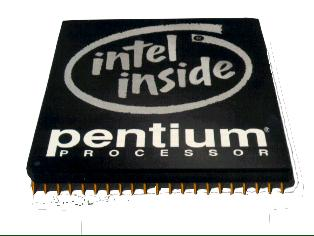 intel
inside
pentium®
PROCESSOR